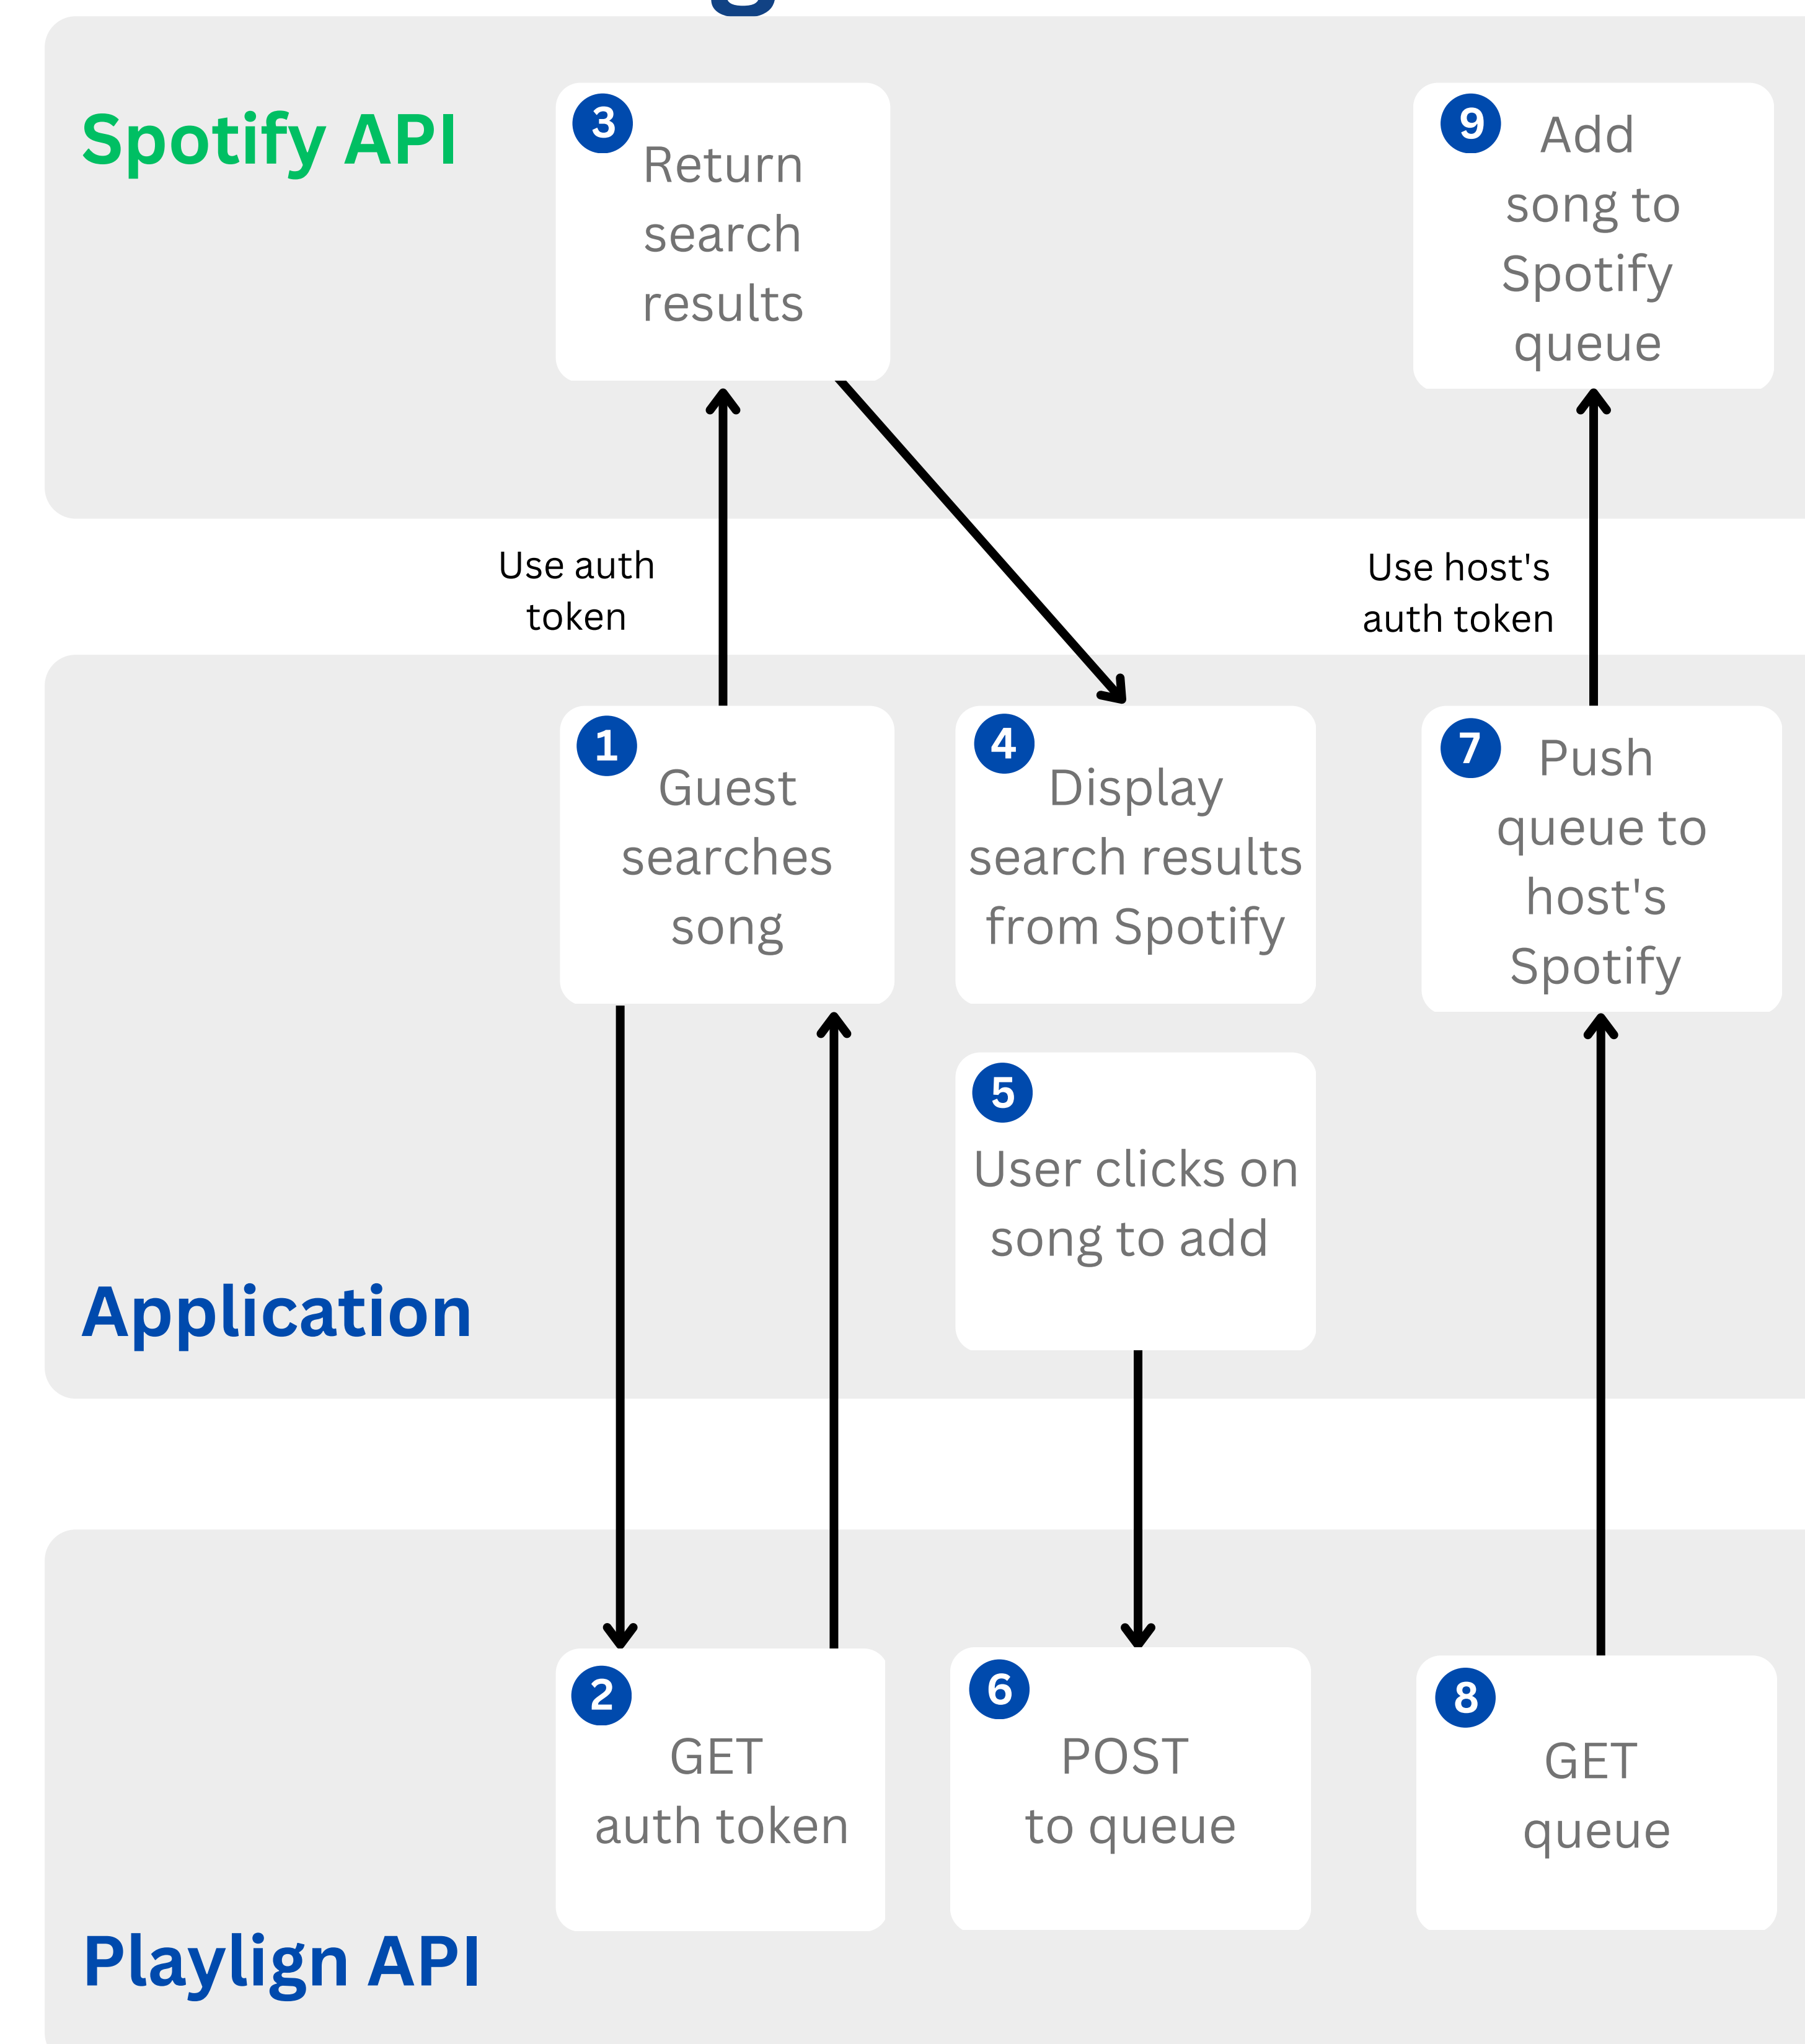 Spotify API
3
Return
search
results
9
Add
song to
Spotify
queue
Use auth
token
Use host's
auth token
1
Guest
searches
song
4
Display
search results
from Spotify
7
Push
queue to
host's
Spotify
5
User clicks on
song to add
Application
2
GET
auth token
6
POST
to queue
8
GET
queue
Playlign API